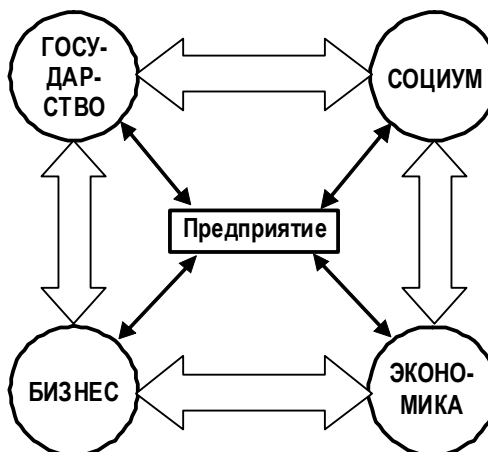 ГОСУ-
ДАР-
СТВО
СОЦИУМ
Предприятие
БИЗНЕС
ЭКОНО-
МИКА